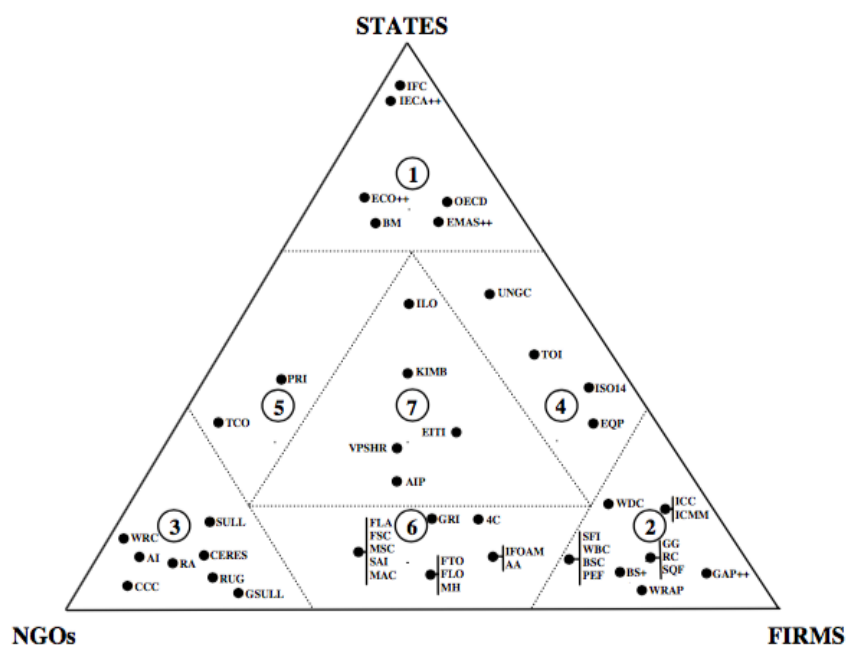 STATES
IFC
IECA++
1
ECO++
OECD
BM
EMAS++
UNGC
ILO
TOI
KIMB
PRI
ISO14
5
7
4
TCO
EQP
EITI
VPSHR
AIP
WDC
ICC
ICMM
3
SULL
WRC
AI
RA
CERES
RUG
CCC
GSULL
6
GRI
4C
FLA
FSC
MSC
SAI
MAC
FTO
FLO
MH
IFOAM
AA
2
SFI
WBC
BSC
PEF
GG
RC
SQF
BS+
GAP++
WRAP
NGOs
FIRMS